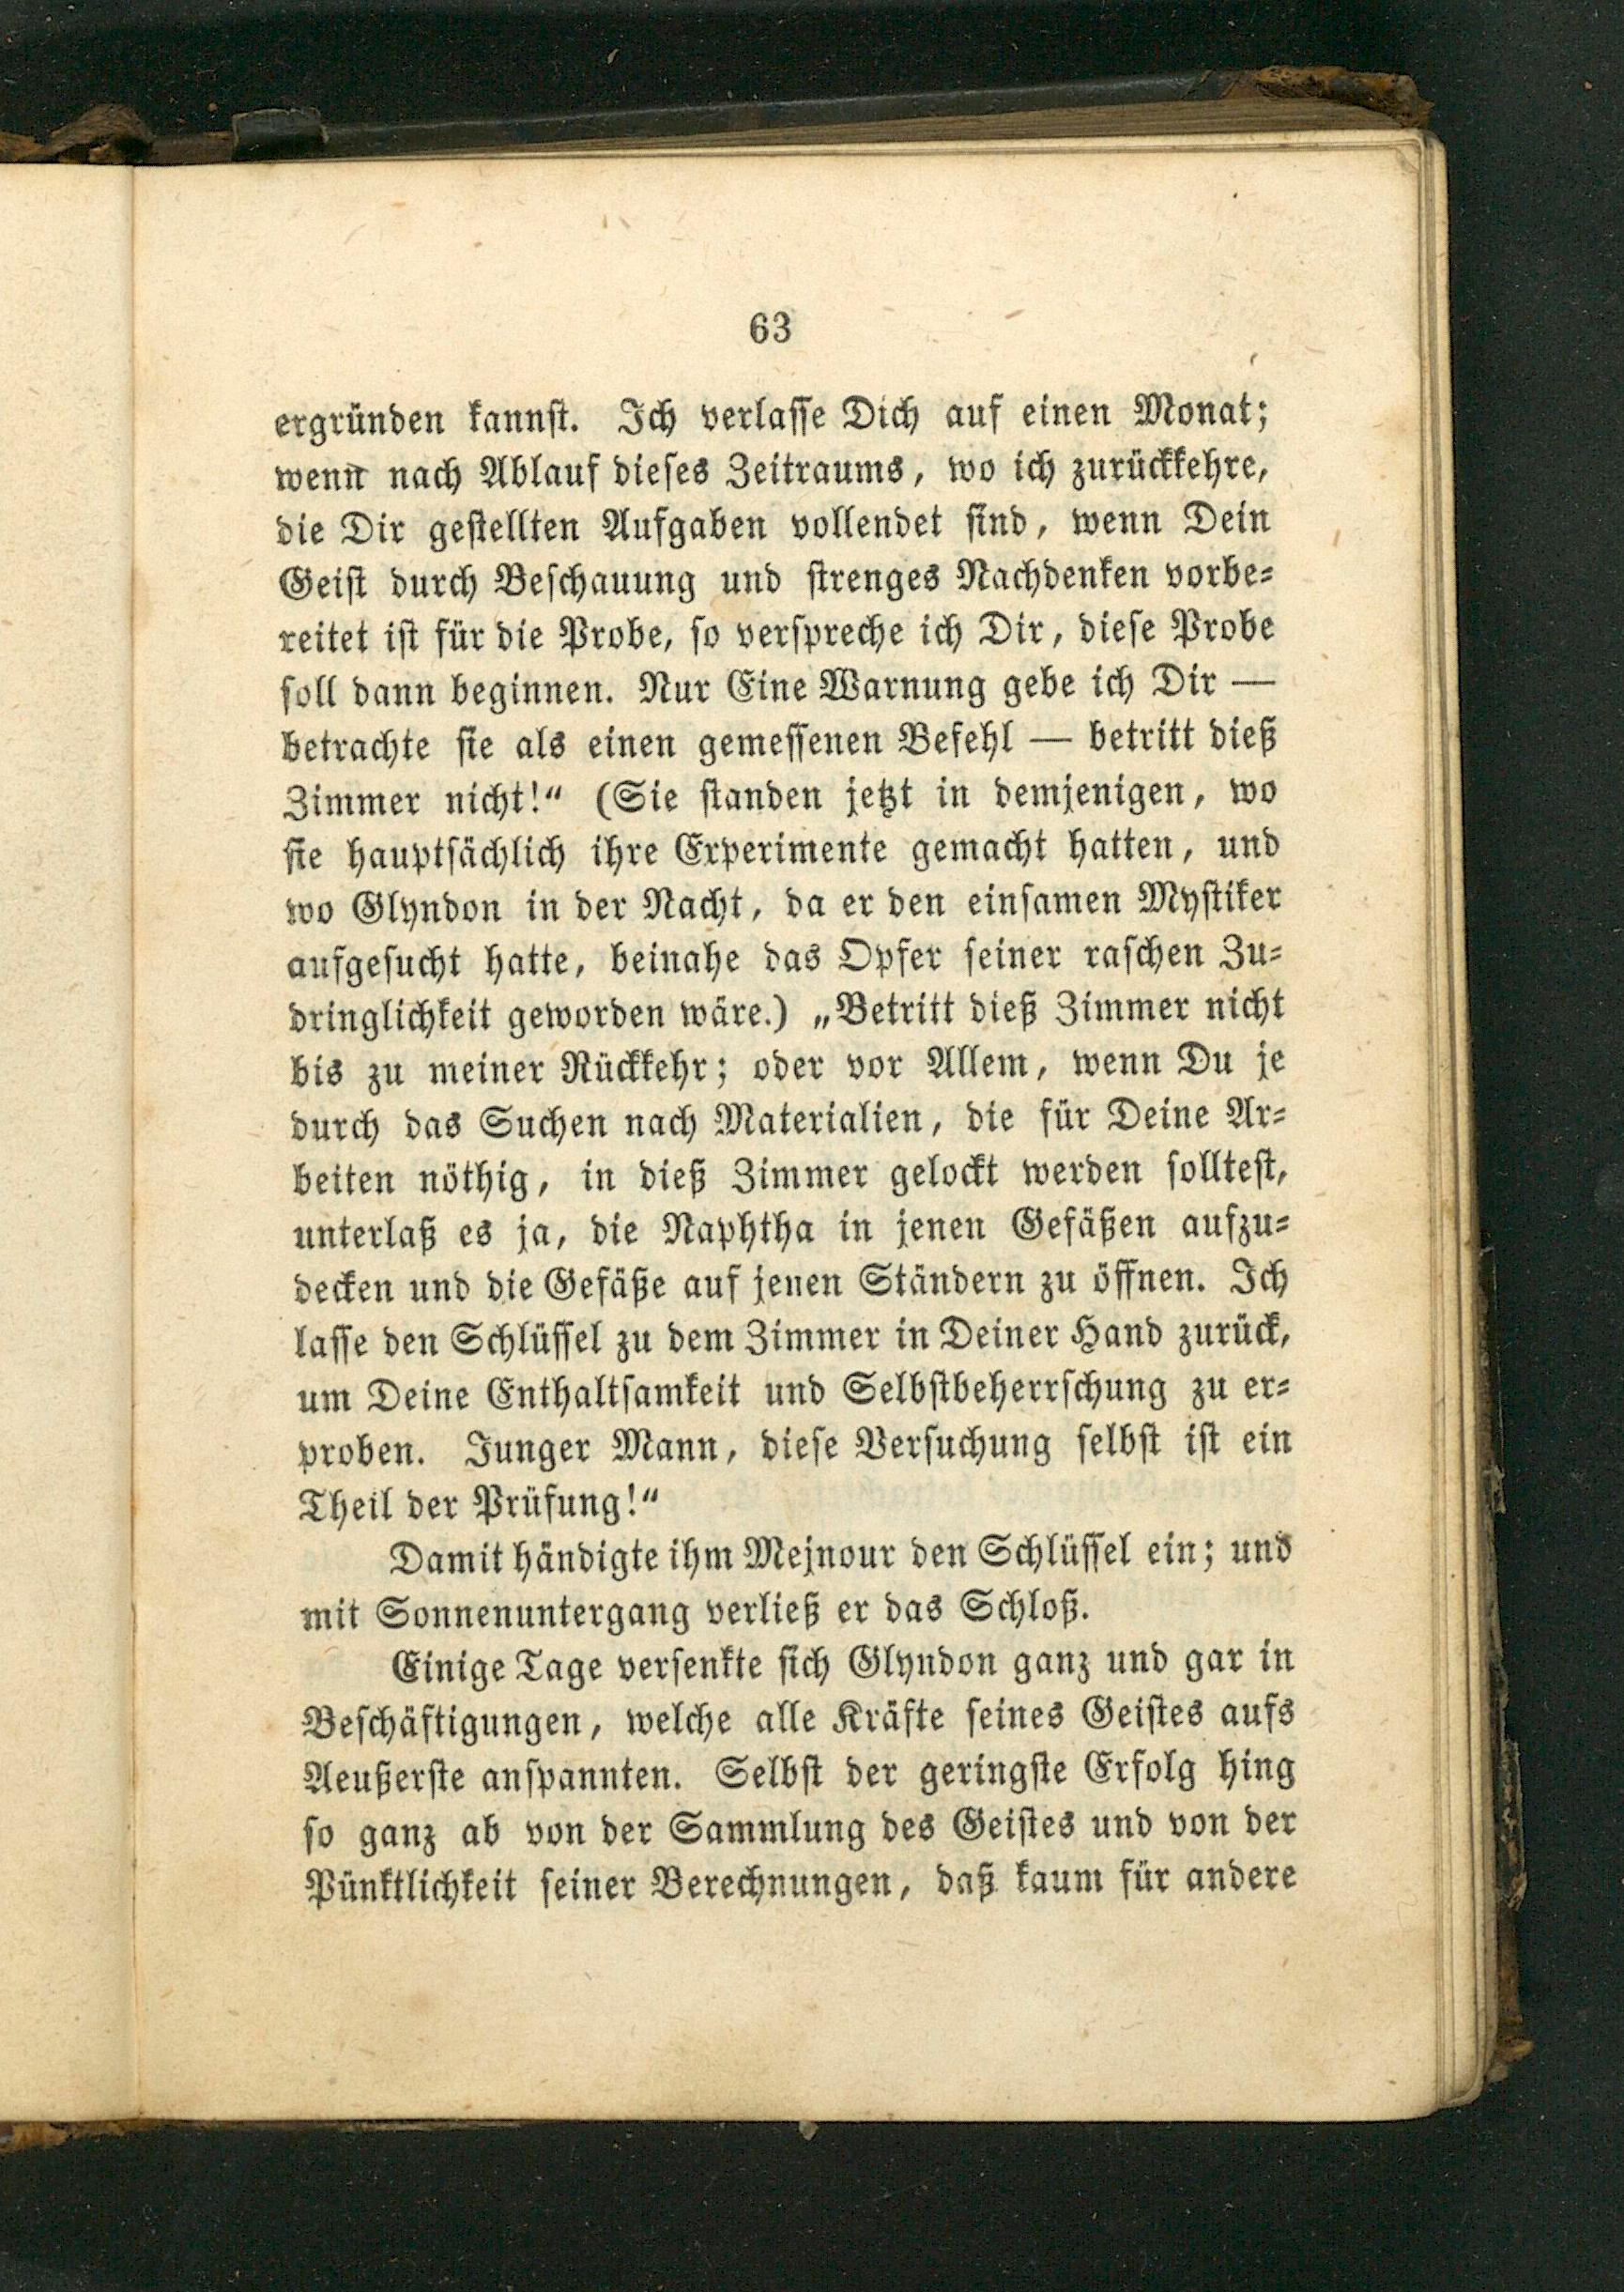 63
ergründen kannst. Ich verlasse Dich auf einen Monat;
wenn nach Ablauf dieses Zeitraums, wo ich zurückkehre,
die Dir gestellten Aufgaben vollendet sind, wenn Dein
Geist durch Beschauung und strenges Nachdenken vorbe-
reitet ist für die Probe, so verspreche ich Dir, diese Probe
soll dann beginnen. Nur Eine Warnung gebe ich Dir —
betrachte sie als einen gemessenen Befehl — betritt dieß
Zimmer nicht!“ (Sie standen jetzt in demjenigen, wo
sie hauptsächlich ihre Experimente gemacht hatten, und
wo Glyndon in der Nacht, da er den einsamen Mystiker
aufgesucht hatte, beinahe das Opfer seiner raschen Zu-
dringlichkeit geworden wäre.) „Betritt dieß Zimmer nicht
bis zu meiner Rückkehr; oder vor Allem, wenn Du je
durch das Suchen nach Materialien, die für Deine Ar-
beiten nöthig, in dieß Zimmer gelockt werden solltest,
unterlaß es ja, die Naphtha in jenen Gefäßen aufzu-
decken und die Gefäße auf jenen Ständern zu öffnen. Ich
lasse den Schlüssel zu dem Zimmer in Deiner Hand zurück,
um Deine Enthaltsamkeit und Selbstbeherrschung zu er-
proben. Junger Mann, diese Versuchung selbst ist ein
Theil der Prüfung!“
Damit händigte ihm Mejnour den Schlüssel ein; und
mit Sonnenuntergang verließ er das Schloß.
Einige Tage versenkte sich Glyndon ganz und gar in
Beschäftigungen, welche alle Kräfte seines Geistes aufs
Aeußerste anspannten. Selbst der geringste Erfolg hing
so ganz ab von der Sammlung des Geistes und von der
Pünktlichkeit seiner Berechnungen, daß kaum für andere